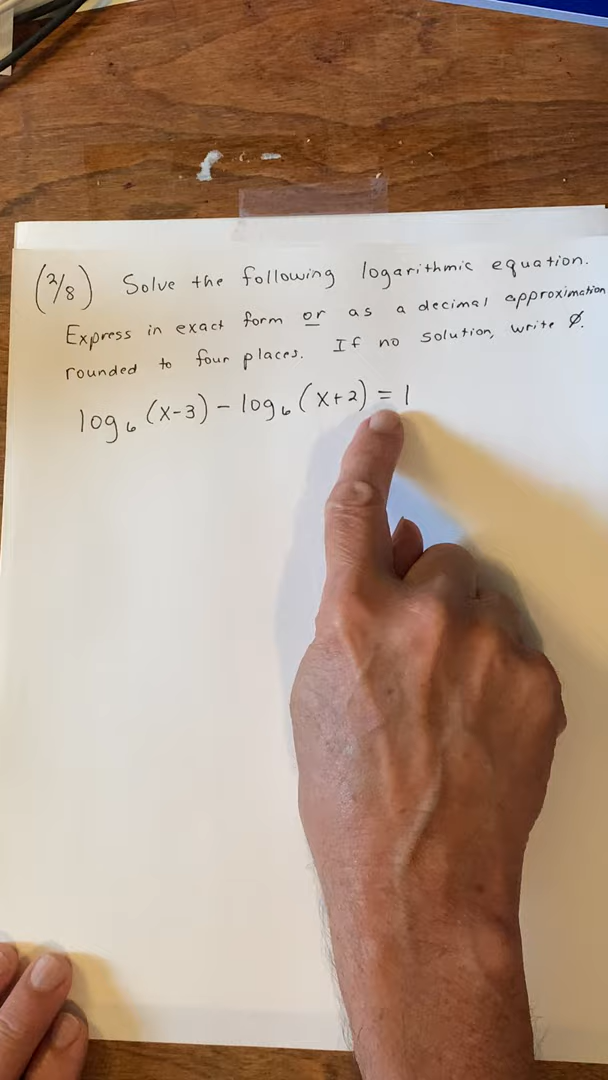 (2/8) Solve the following logarithmic equation.
Express in exact form or as a decimal approximation
rounded to four places. If no solution, write ∅.
log₆(x-3) - log₆(x+2) = 1